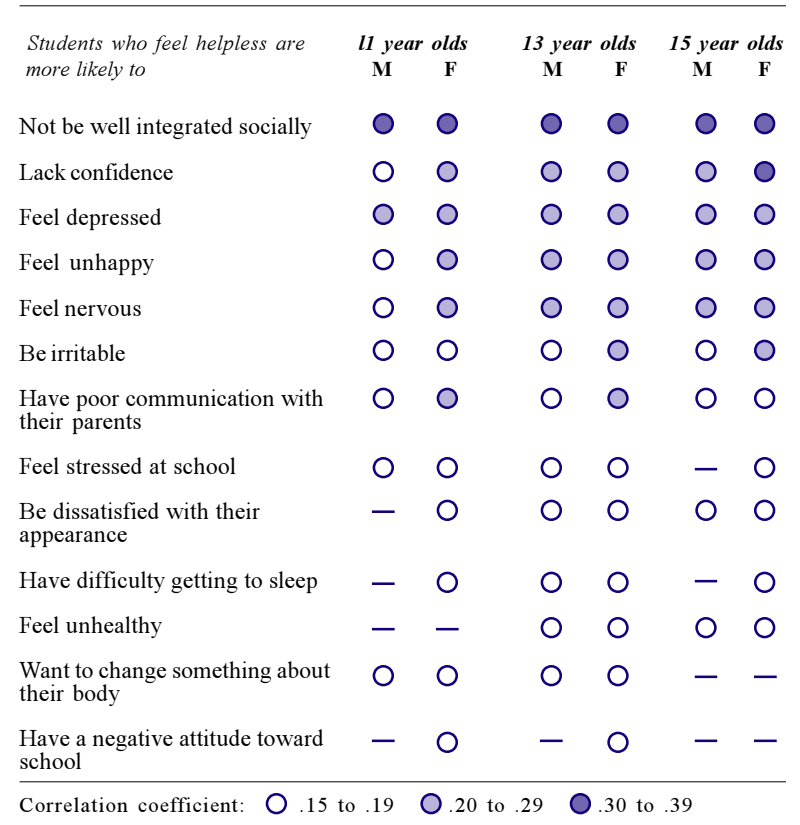 Students who feel helpless are l1 year olds 13 year olds 15 year olds
more likely to M F M F M F
Not be well integrated socially
Lack confidence
Feel depressed
Feel unhappy — 
Feel nervous
Be irritable
Have poor communication with
their parents
Feel stressed at school —
Be dissatisfied with their —
appearance
Have difficulty getting to sleep — —
Feel unhealthy — —
Want to change something about — —
their body
Have a negative attitude toward — — — —
school
Correlation coefficient: .15 to .19 .20 to .29 .30 to .39